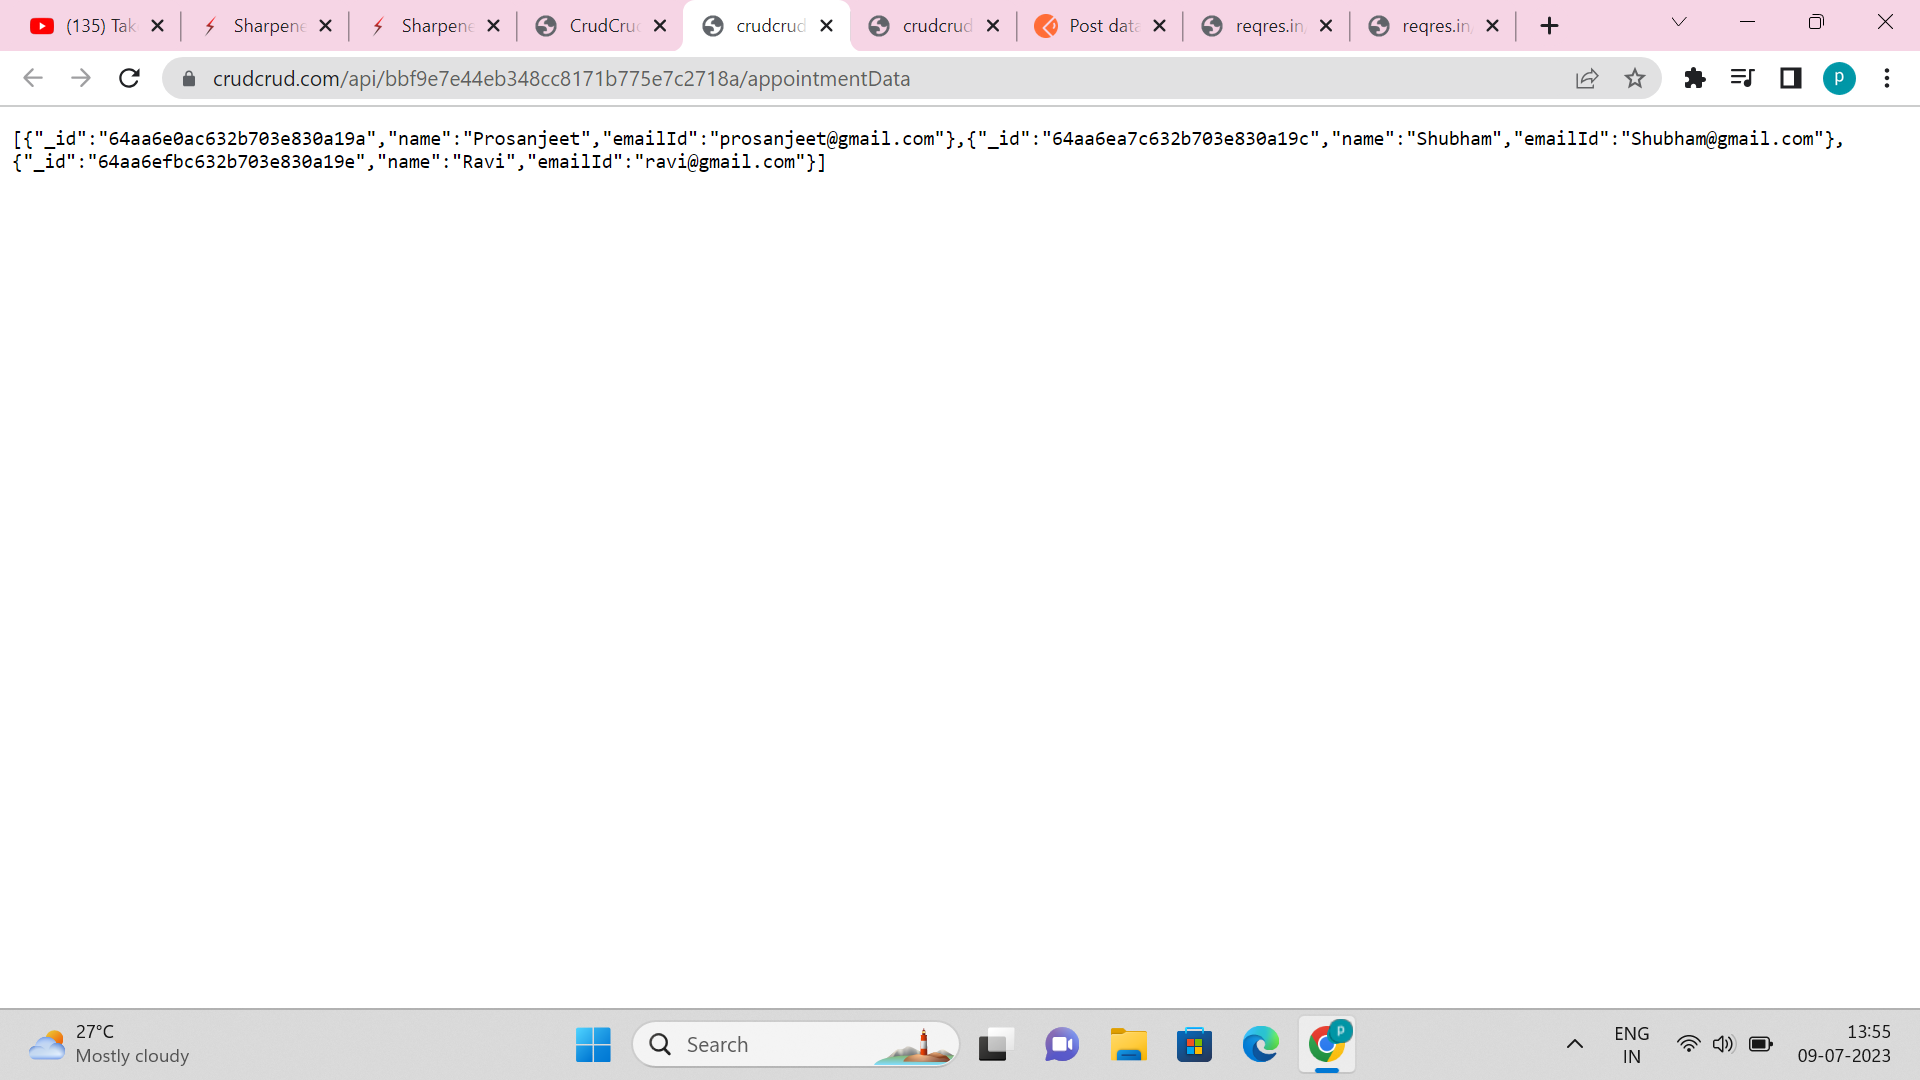 (135) Tak
Sharpene
Sharpene
CrudCrud
crudcrud
crudcrud
Post data
reqres.in/
reqres.in/
crudcrud.com/api/bbf9e7e44eb348cc8171b775e7c2718a/appointmentData
p
[{"_id":"64aa6e0ac632b703e830a19a","name":"Prosanjeet","emailId":"prosanjeet@gmail.com"},{"_id":"64aa6ea7c632b703e830a19c","name":"Shubham","emailId":"Shubham@gmail.com"},
{"_id":"64aa6efbc632b703e830a19e","name":"Ravi","emailId":"ravi@gmail.com"}]
27°C
Mostly cloudy
Search
p
ENG
IN
13:55
09-07-2023